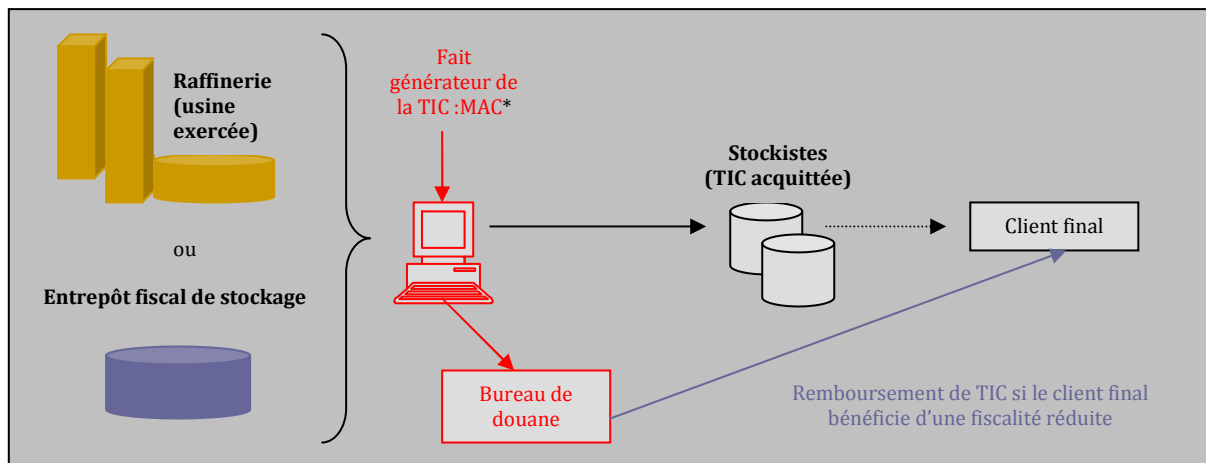 Raffinerie
(usine
exercée)
ou
Entrepôt fiscal de stockage
Fait
générateur de
la TIC :MAC*
Stockistes
(TIC acquittée)
Client final
Bureau de
douane
Remboursement de TIC si le client final
bénéficie d’une fiscalité réduite